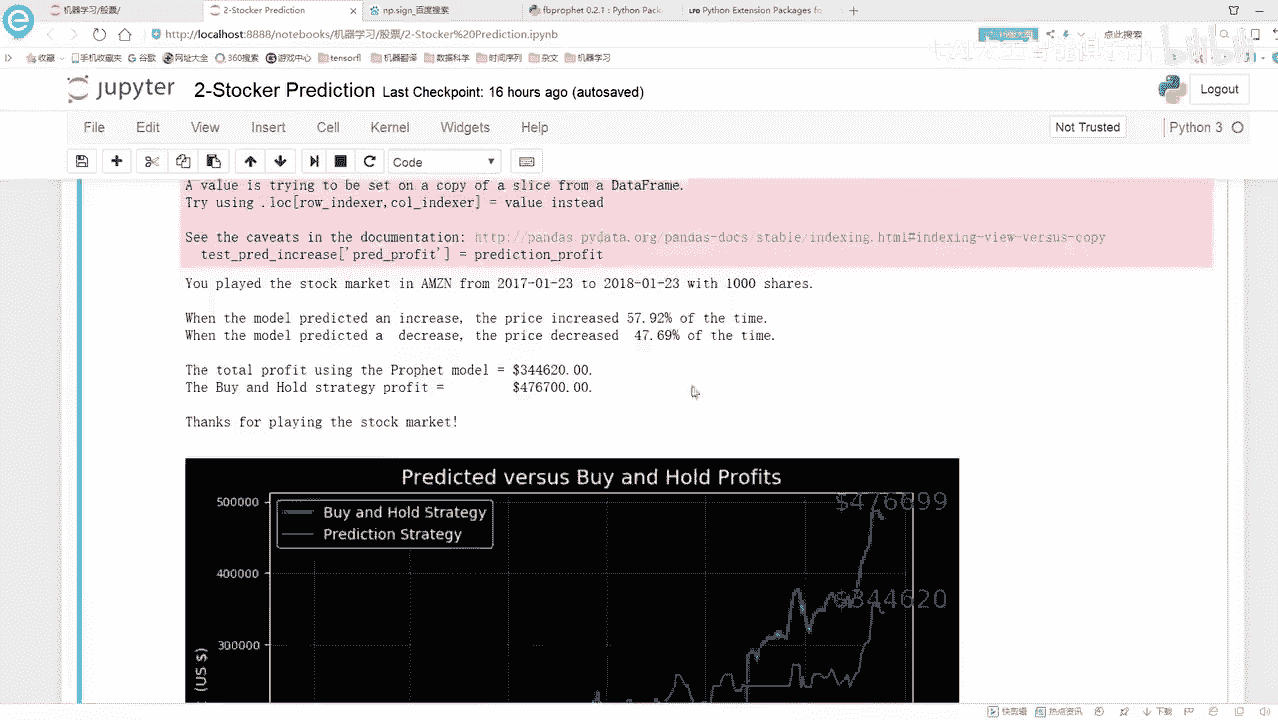 机器学习/股票/
2-Stocker Prediction
np.sign_百度搜索
fbprophet 0.2.1 : Python Pack
LFD Python Extension Packages fo
http://localhost:8888/notebooks/机器学习/股票/2-Stocker%20Prediction.ipynb
点此搜索
收藏
手机收藏夹
谷歌
网址大全
360搜索
游戏中心
tensorfl
机器翻译
数据科学
时间序列
杂文
机器学习
jupyter
2-Stocker Prediction Last Checkpoint: 16 hours ago (autosaved)
Logout
File Edit View Insert Cell Kernel Widgets Help
Not Trusted
Python 3
Code
A value is trying to be set on a copy of a slice from a DataFrame.
Try using .loc[row_indexer,col_indexer] = value instead
See the caveats in the documentation: http://pandas.pydata.org/pandas-docs/stable/indexing.html#indexing-view-versus-copy
test_pred_increase['pred_profit'] = prediction_profit
You played the stock market in AMZN from 2017-01-23 to 2018-01-23 with 1000 shares.
When the model predicted an increase, the price increased 57.92% of the time.
When the model predicted a  decrease, the price decreased  47.69% of the time.
The total profit using the Prophet model = $344620.00.
The Buy and Hold strategy profit =         $476700.00.
Thanks for playing the stock market!
Predicted versus Buy and Hold Profits
500000
$476699
Buy and Hold Strategy
Prediction Strategy
400000
$344620
300000
(US $)
快剪辑
热点资讯
下载